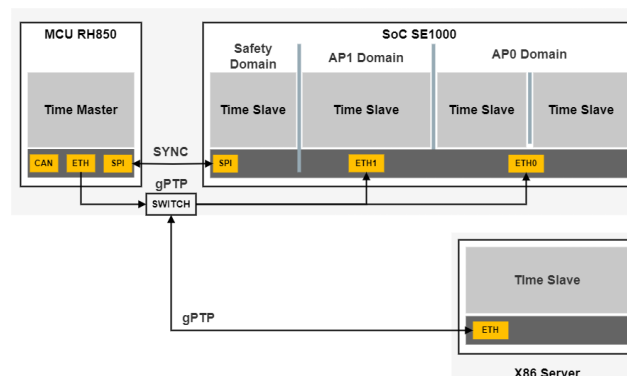 MCU RH850
SoC SE1000
Safety
Domain
AP1 Domain
AP0 Domain
Time Master
Time Slave
Time Slave
Time Slave
Time Slave
CAN
ETH
SPI
SYNC
SPI
ETH1
ETH0
gPTP
SWITCH
gPTP
TIme Slave
ETH
X86 Server